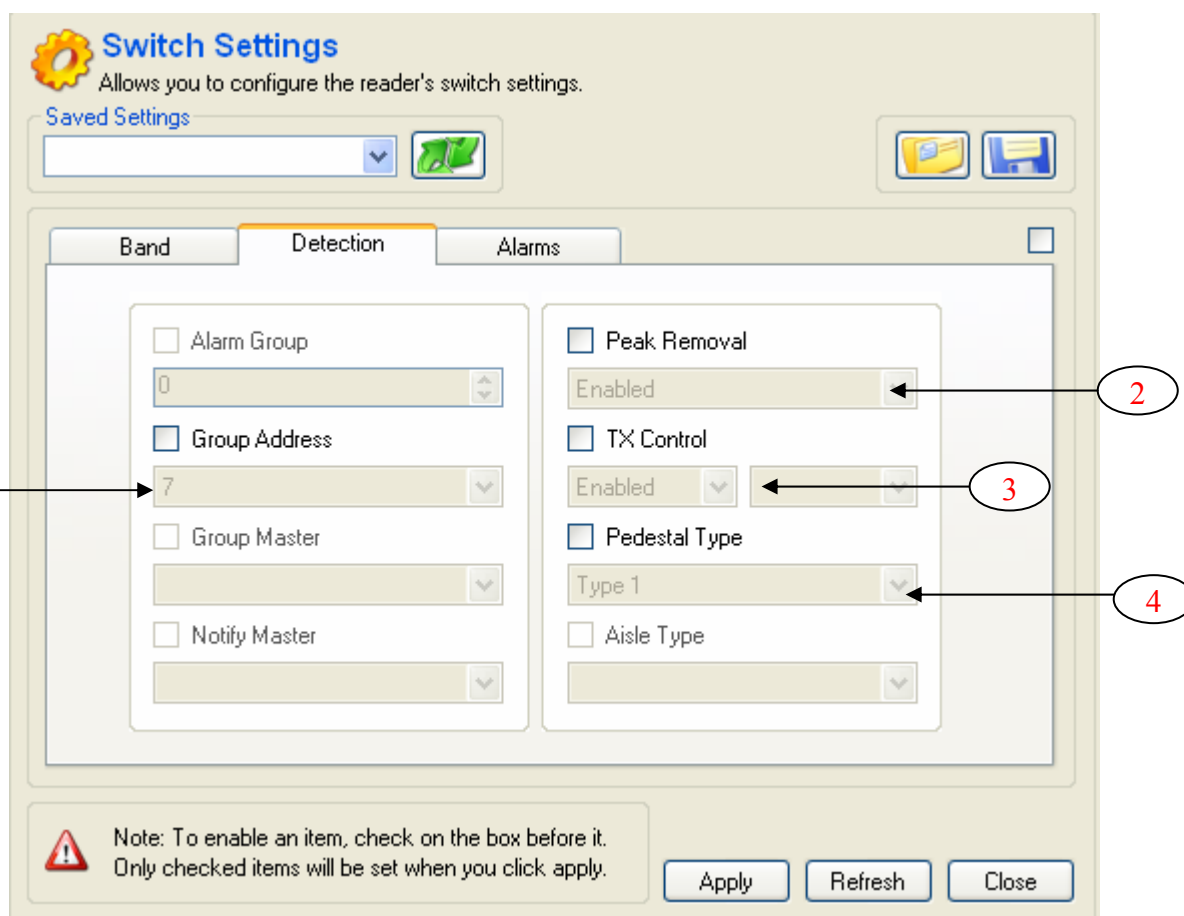 Switch Settings
Allows you to configure the reader's switch settings.
Saved Settings
Band
Detection
Alarms
Alarm Group
0
Group Address
7
Group Master
Notify Master
Peak Removal
Enabled
2
TX Control
Enabled
3
Pedestal Type
Type 1
4
Aisle Type
Note: To enable an item, check on the box before it.
Only checked items will be set when you click apply.
Apply
Refresh
Close